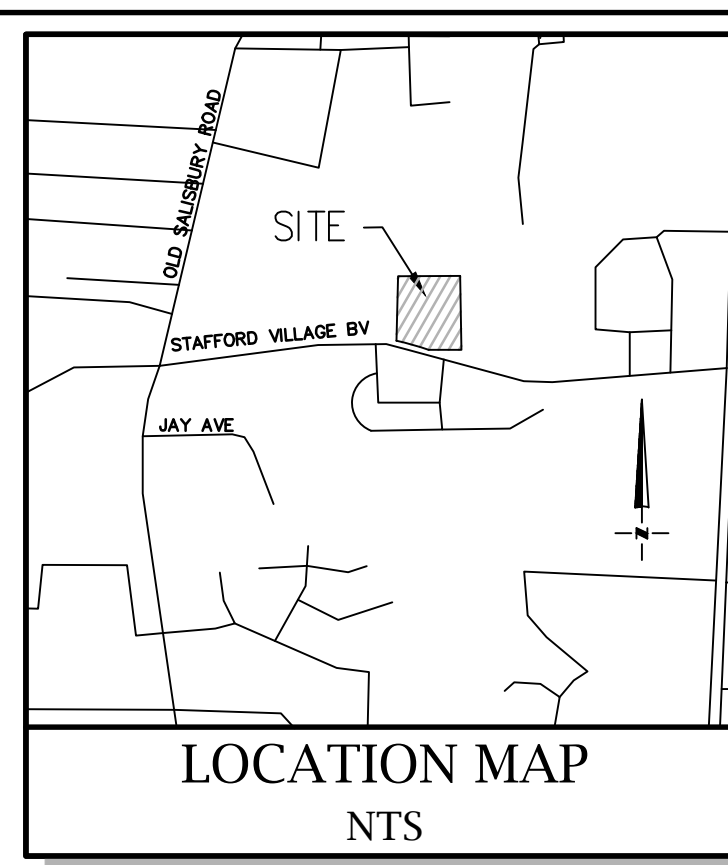 OLD SALISBURY ROAD
SITE
STAFFORD VILLAGE BV
JAY AVE
N
LOCATION MAP
NTS